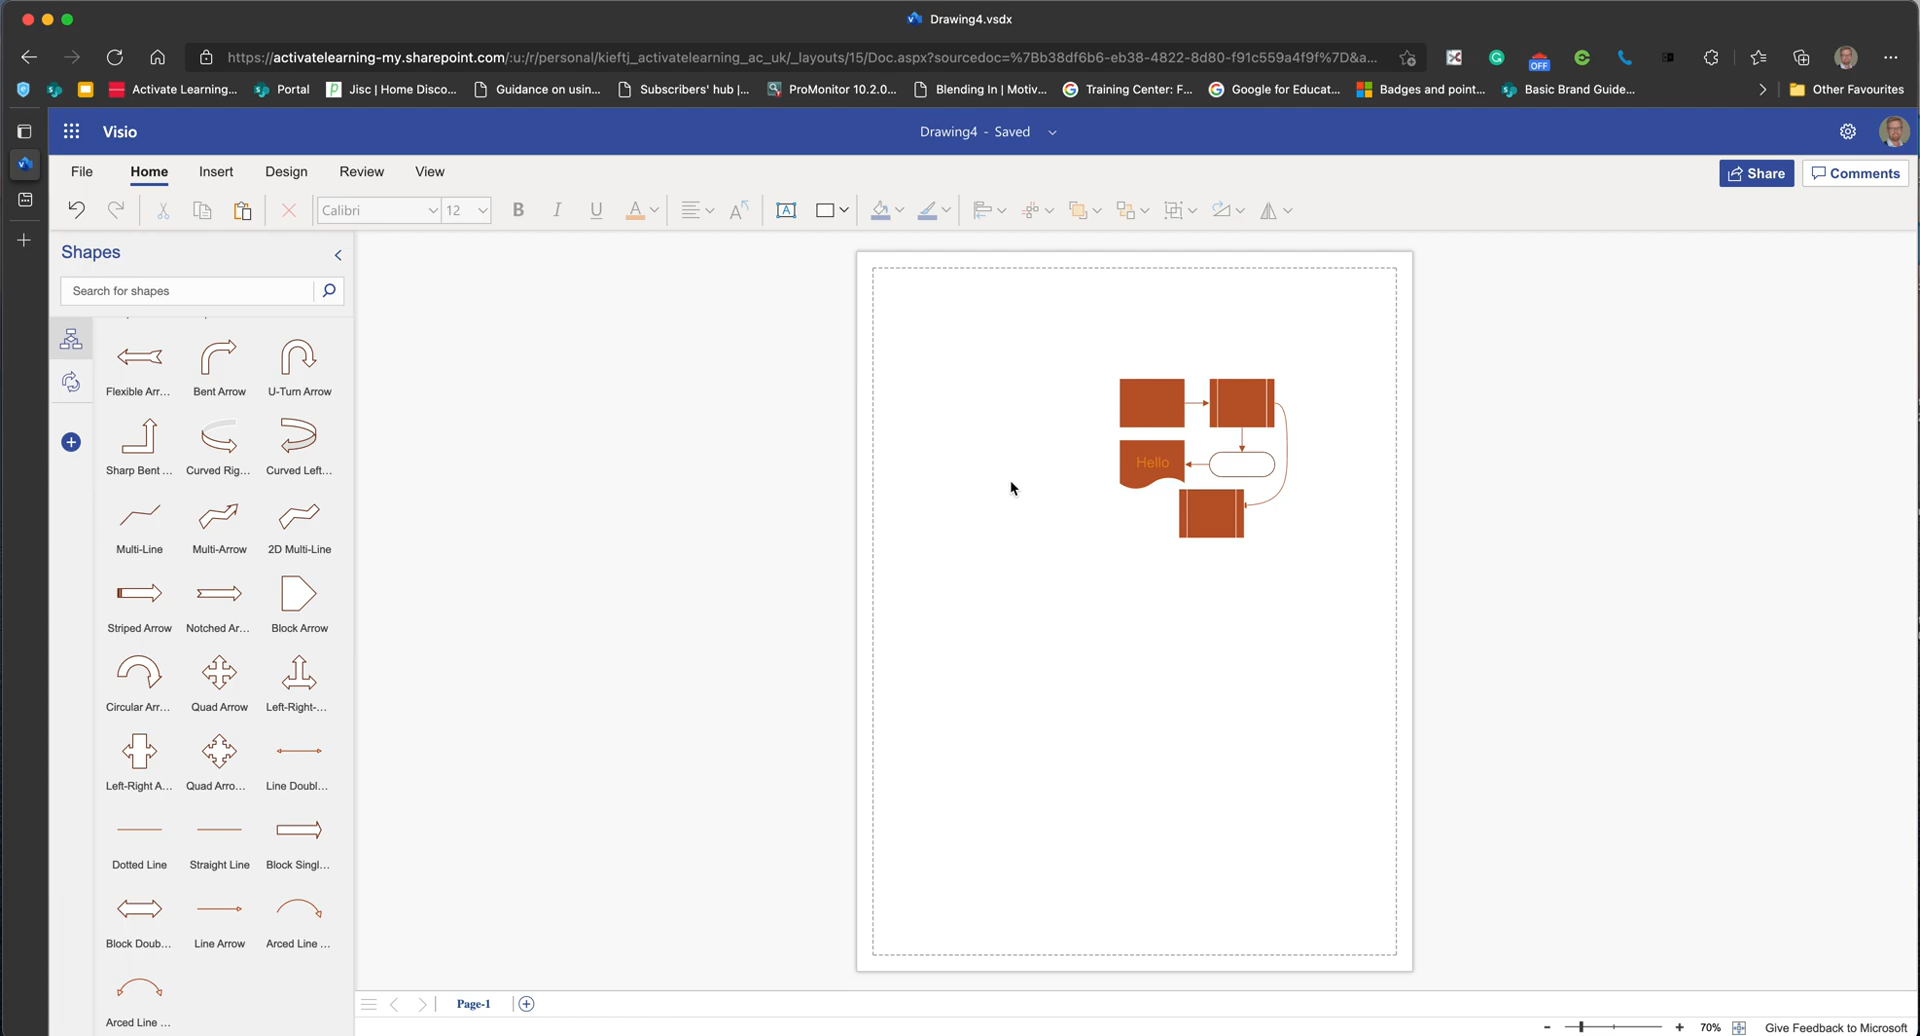 Drawing4.vsdx
https://activatelearning-my.sharepoint.com/:u:/r/personal/kieftj_activatelearning_ac_uk/_layouts/15/Doc.aspx?sourcedoc=%7Bb38df6b6-eb38-4822-8d80-f91c559a4f9f%7D&a...
OFF
Activate Learning... Portal Jisc | Home Disco... Guidance on usin... Subscribers' hub |... ProMonitor 10.2.0... Blending In | Motiv... Training Center: F... Google for Educat... Badges and point... Basic Brand Guide... Other Favourites
Visio Drawing4 - Saved
File Home Insert Design Review View Share Comments
Calibri 12 B I U A A A
Shapes
Search for shapes
Flexible Arr... Bent Arrow U-Turn Arrow
Sharp Bent ... Curved Rig... Curved Left...
Multi-Line Multi-Arrow 2D Multi-Line
Striped Arrow Notched Ar... Block Arrow
Circular Arr... Quad Arrow Left-Right-...
Left-Right A... Quad Arro... Line Doubl...
Dotted Line Straight Line Block Singl...
Block Doub... Line Arrow Arced Line ...
Arced Line ...
Hello
Page-1
- + 70% Give Feedback to Microsoft